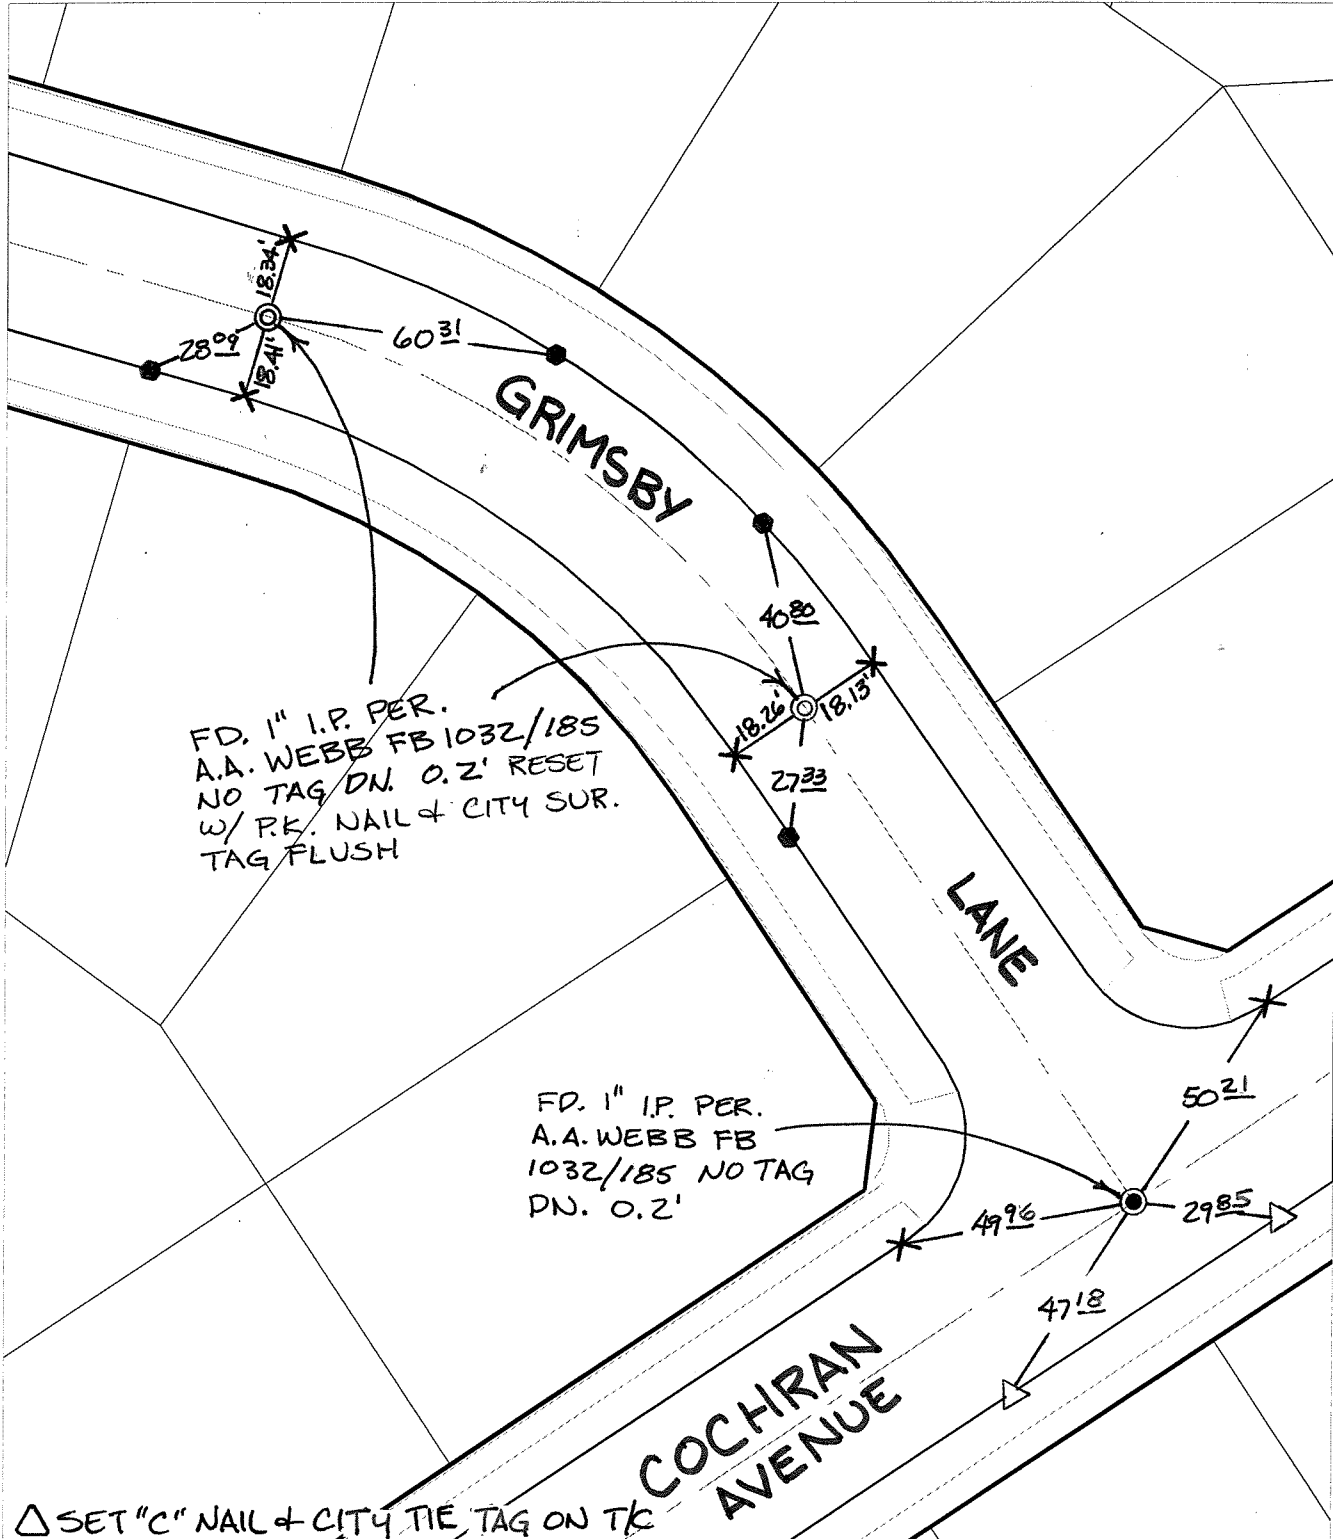 18.34'
28 09
18.41'
60 31
GRIMSBY
40 80
18.26'
18.13'
27 33
FD. 1" I.P. PER.
A.A. WEBB FB 1032/185
NO TAG DN. 0.2' RESET
W/ P.K. NAIL & CITY SUR.
TAG FLUSH
LANE
FD. 1" I.P. PER.
A.A. WEBB FB
1032/185 NO TAG
DN. 0.2'
50 21
49 96
29 85
47 18
COCHRAN
AVENUE
△ SET "C" NAIL & CITY TIE TAG ON T/C